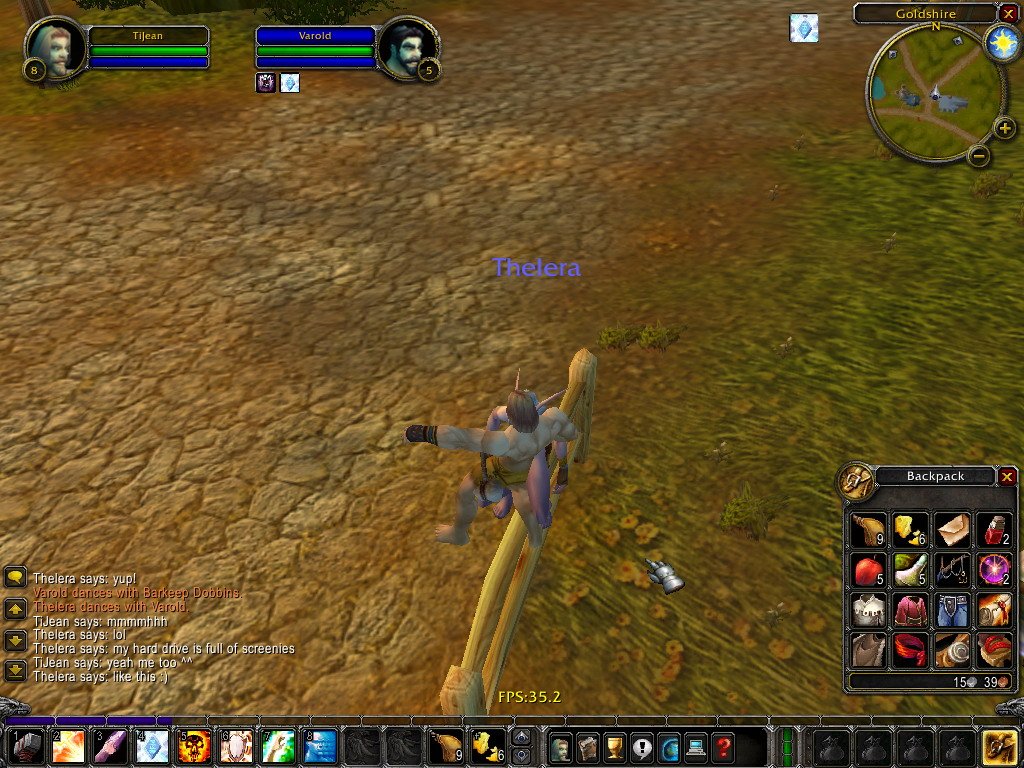 TiJean
8
Varold
5
Goldshire
N
Thelera
Backpack
9
6
2
5
5
2
15 39
Thelera says: yup!
Varold dances with Barkeep Dobbins.
Thelera dances with Varold.
TiJean says: mmmmhhh
Thelera says: lol
Thelera says: my hard drive is full of screenies
TiJean says: yeah me too ^^
Thelera says: like this :)
FPS:35.2
1 2 3 4 5 6 7 8 9 6